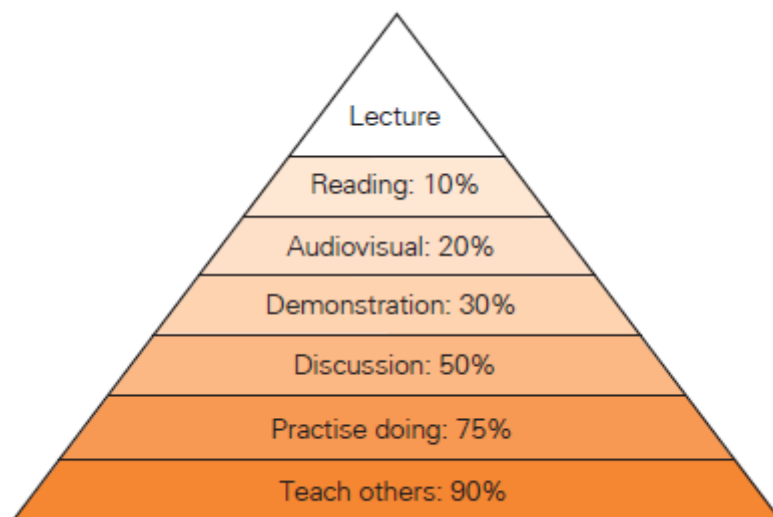 Lecture
Reading: 10%
Audiovisual: 20%
Demonstration: 30%
Discussion: 50%
Practise doing: 75%
Teach others: 90%